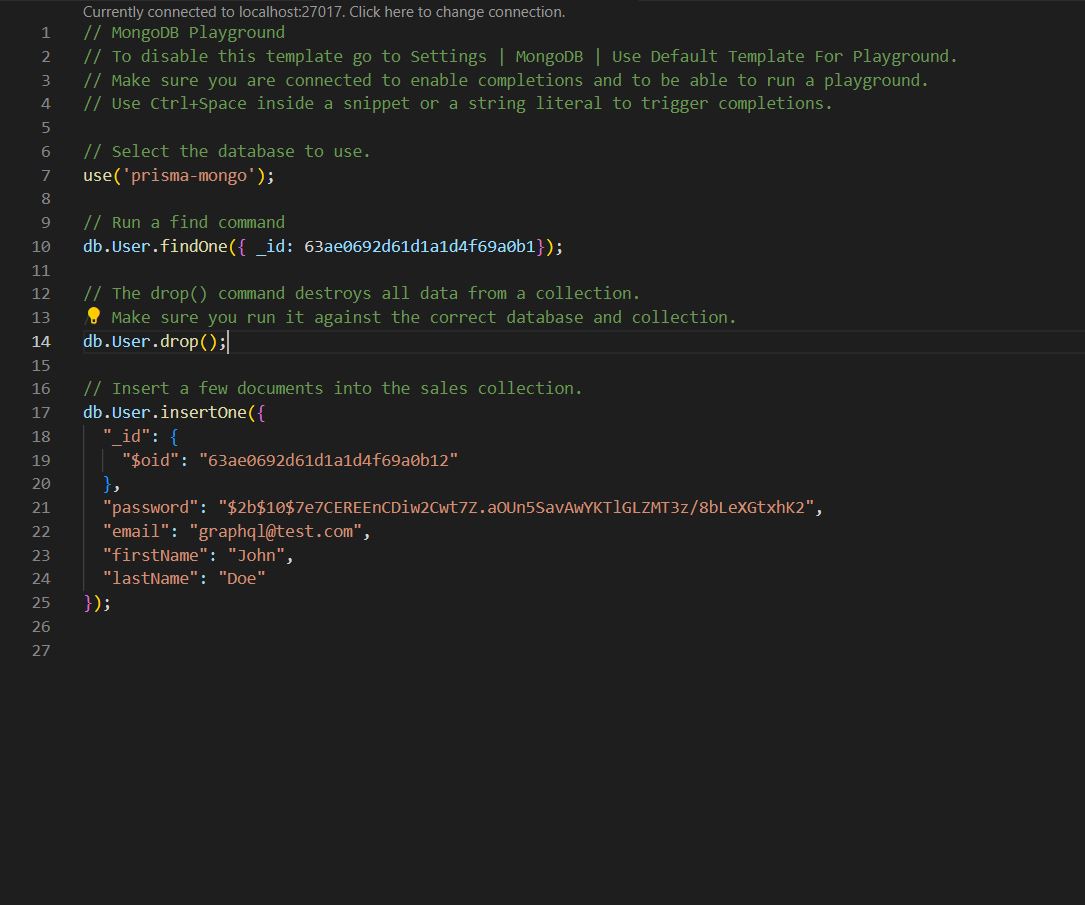 Currently connected to localhost:27017. Click here to change connection.
1 // MongoDB Playground
2 // To disable this template go to Settings | MongoDB | Use Default Template For Playground.
3 // Make sure you are connected to enable completions and to be able to run a playground.
4 // Use Ctrl+Space inside a snippet or a string literal to trigger completions.
5
6 // Select the database to use.
7 use('prisma-mongo');
8
9 // Run a find command
10 db.User.findOne({ _id: 63ae0692d61d1a1d4f69a0b1});
11
12 // The drop() command destroys all data from a collection.
13 Make sure you run it against the correct database and collection.
14 db.User.drop();
15
16 // Insert a few documents into the sales collection.
17 db.User.insertOne({
18 "_id": {
19 "$oid": "63ae0692d61d1a1d4f69a0b12"
20 },
21 "password": "$2b$10$7e7CEREEnCDiw2Cwt7Z.aOUn5SavAwYKTlGLZMT3z/8bLeXGtxhK2",
22 "email": "graphql@test.com",
23 "firstName": "John",
24 "lastName": "Doe"
25 });
26
27